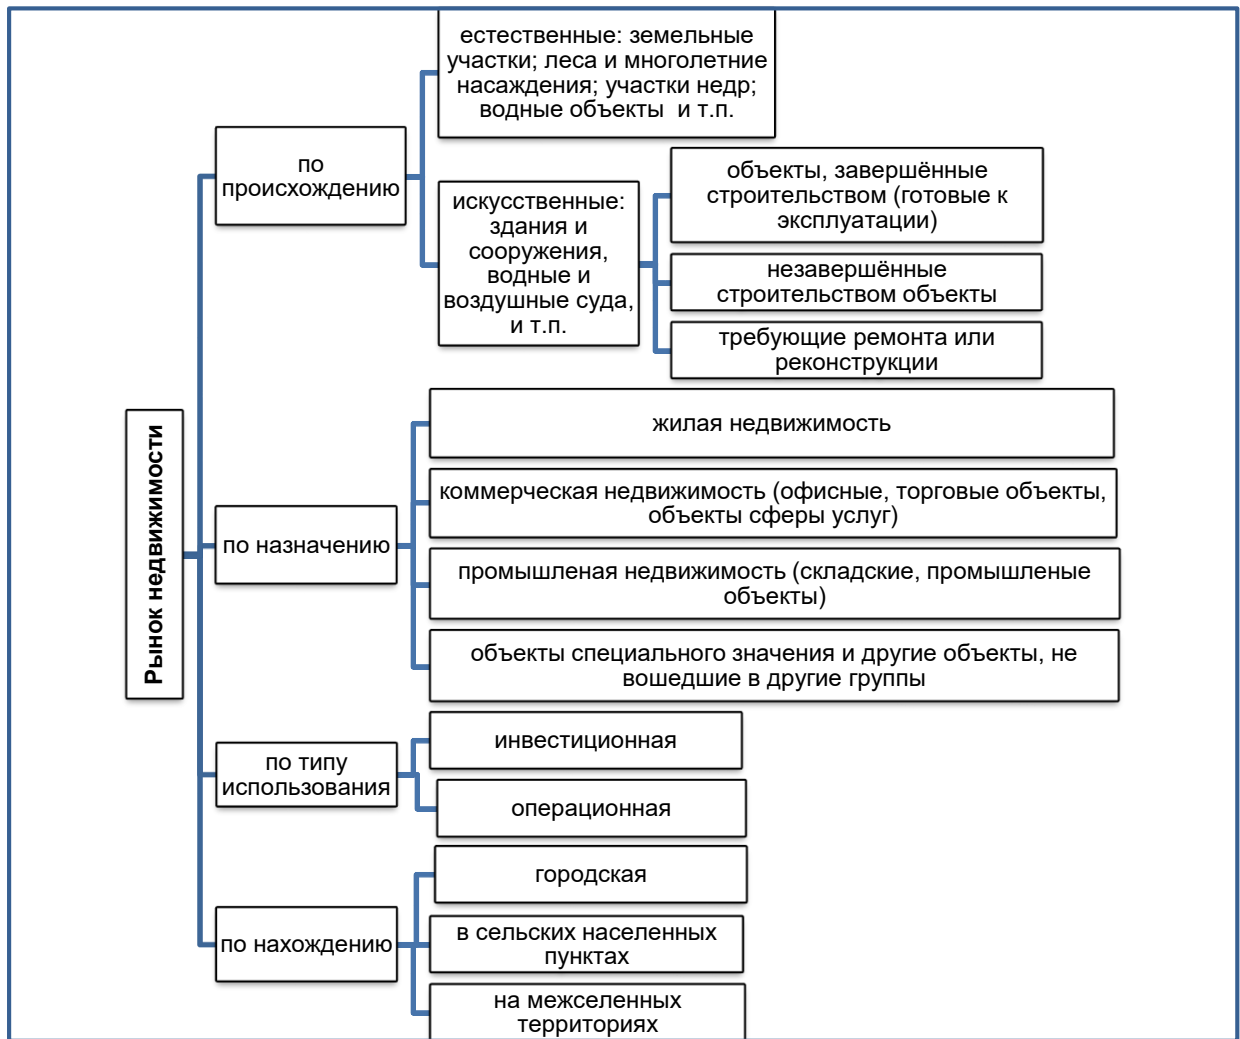 Рынок недвижимости
по
происхождению
естественные: земельные
участки; леса и многолетние
насаждения; участки недр;
водные объекты и т.п.
искусственные:
здания и
сооружения,
водные и
воздушные суда,
и т.п.
объекты, завершённые
строительством (готовые к
эксплуатации)
незавершённые
строительством объекты
требующие ремонта или
реконструкции
по назначению
жилая недвижимость
коммерческая недвижимость (офисные, торговые объекты,
объекты сферы услуг)
промышленая недвижимость (складские, промышленые
объекты)
объекты специального значения и другие объекты, не
вошедшие в другие группы
по типу
использования
инвестиционная
операционная
по нахождению
городская
в сельских населенных
пунктах
на межселенных
территориях